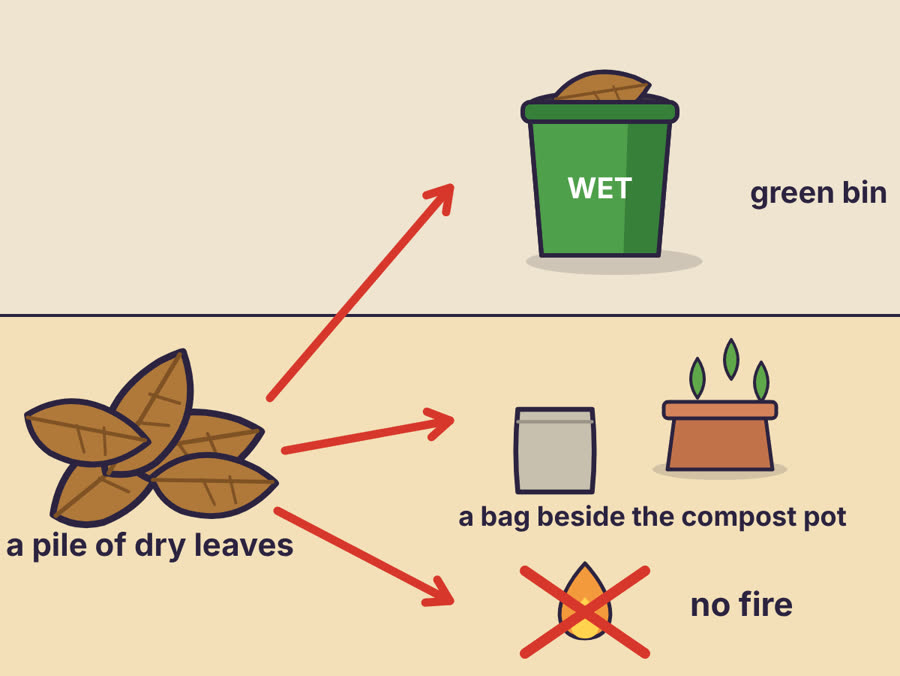 WET
green bin
a pile of dry leaves
a bag beside the compost pot
no fire